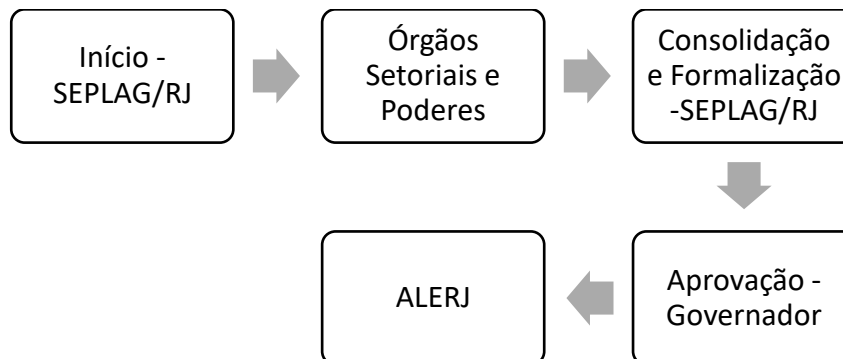 Início -
SEPLAG/RJ
Órgãos
Setoriais e
Poderes
Consolidação
e Formalização
-SEPLAG/RJ
Aprovação -
Governador
ALERJ